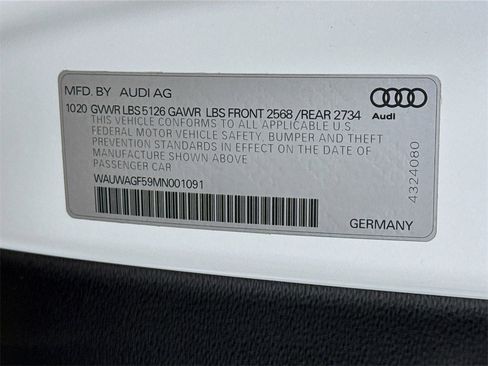 MFD. BY AUDI AG
1020 GVWR LBS 5126 GAWR LBS FRONT 2568 /REAR 2734
THIS VEHICLE CONFORMS TO ALL APPLICABLE U.S.
FEDERAL MOTOR VEHICLE SAFETY, BUMPER AND THEFT
PREVENTION STANDARDS IN EFFECT ON THE DATE OF
MANUFACTURE SHOWN ABOVE
PASSENGER CAR
WAUWAGF59MN001091
Audi
4324080
GERMANY